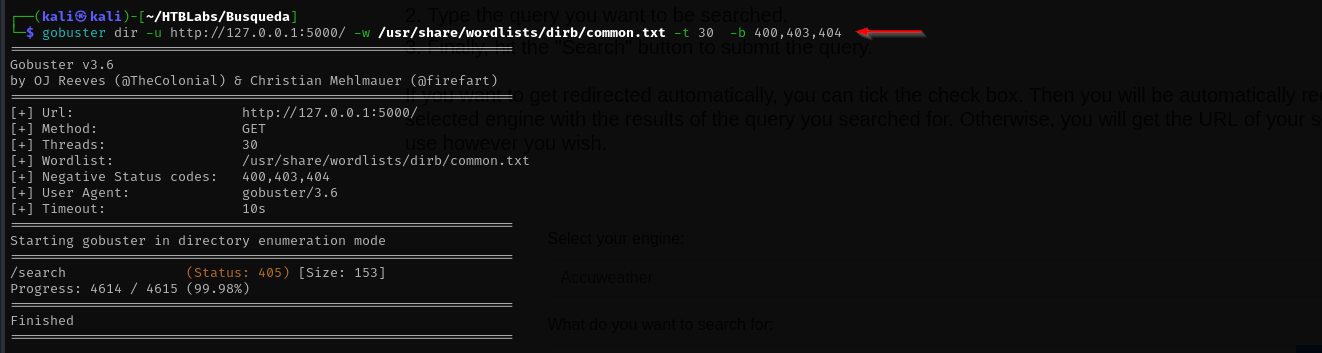 ┌──(kali㉿kali)-[~/HTBLabs/Busqueda]
└─$ gobuster dir -u http://127.0.0.1:5000/ -w /usr/share/wordlists/dirb/common.txt -t 30  -b 400,403,404
2. Type the query you want to be searched.
3. Finally, hit the "Search" button to submit the query.
===============================================================
Gobuster v3.6
by OJ Reeves (@TheColonial) & Christian Mehlmauer (@firefart)
===============================================================
If you want to get redirected automatically, you can tick the check box. Then you will be automatically re
selected engine with the results of the query you searched for. Otherwise, you will get the URL of your s
use however you wish.
[+] Url:                     http://127.0.0.1:5000/
[+] Method:                  GET
[+] Threads:                 30
[+] Wordlist:                /usr/share/wordlists/dirb/common.txt
[+] Negative Status codes:   400,403,404
[+] User Agent:              gobuster/3.6
[+] Timeout:                 10s
===============================================================
Starting gobuster in directory enumeration mode
===============================================================
Select your engine:
/search               (Status: 405) [Size: 153]
Accuweather
Progress: 4614 / 4615 (99.98%)
===============================================================
Finished
What do you want to search for:
===============================================================